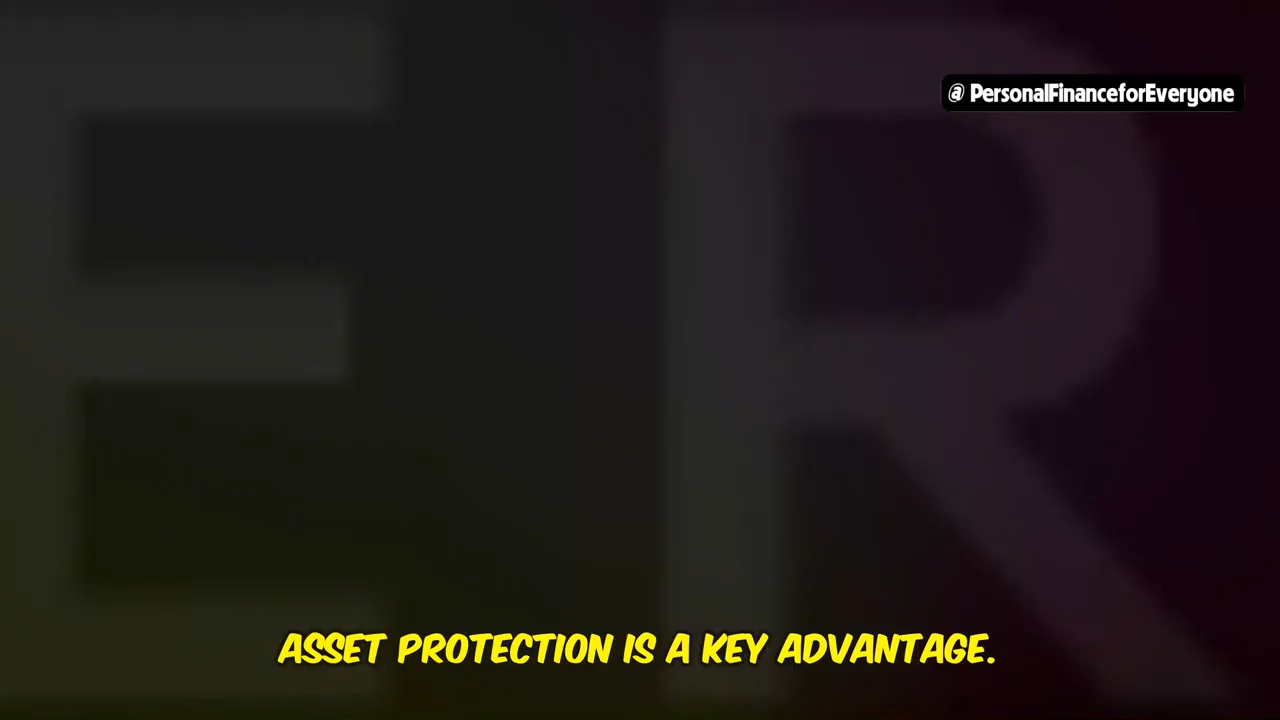 @ PersonalFinanceforEveryone
E R
ASSET PROTECTION IS A KEY ADVANTAGE.